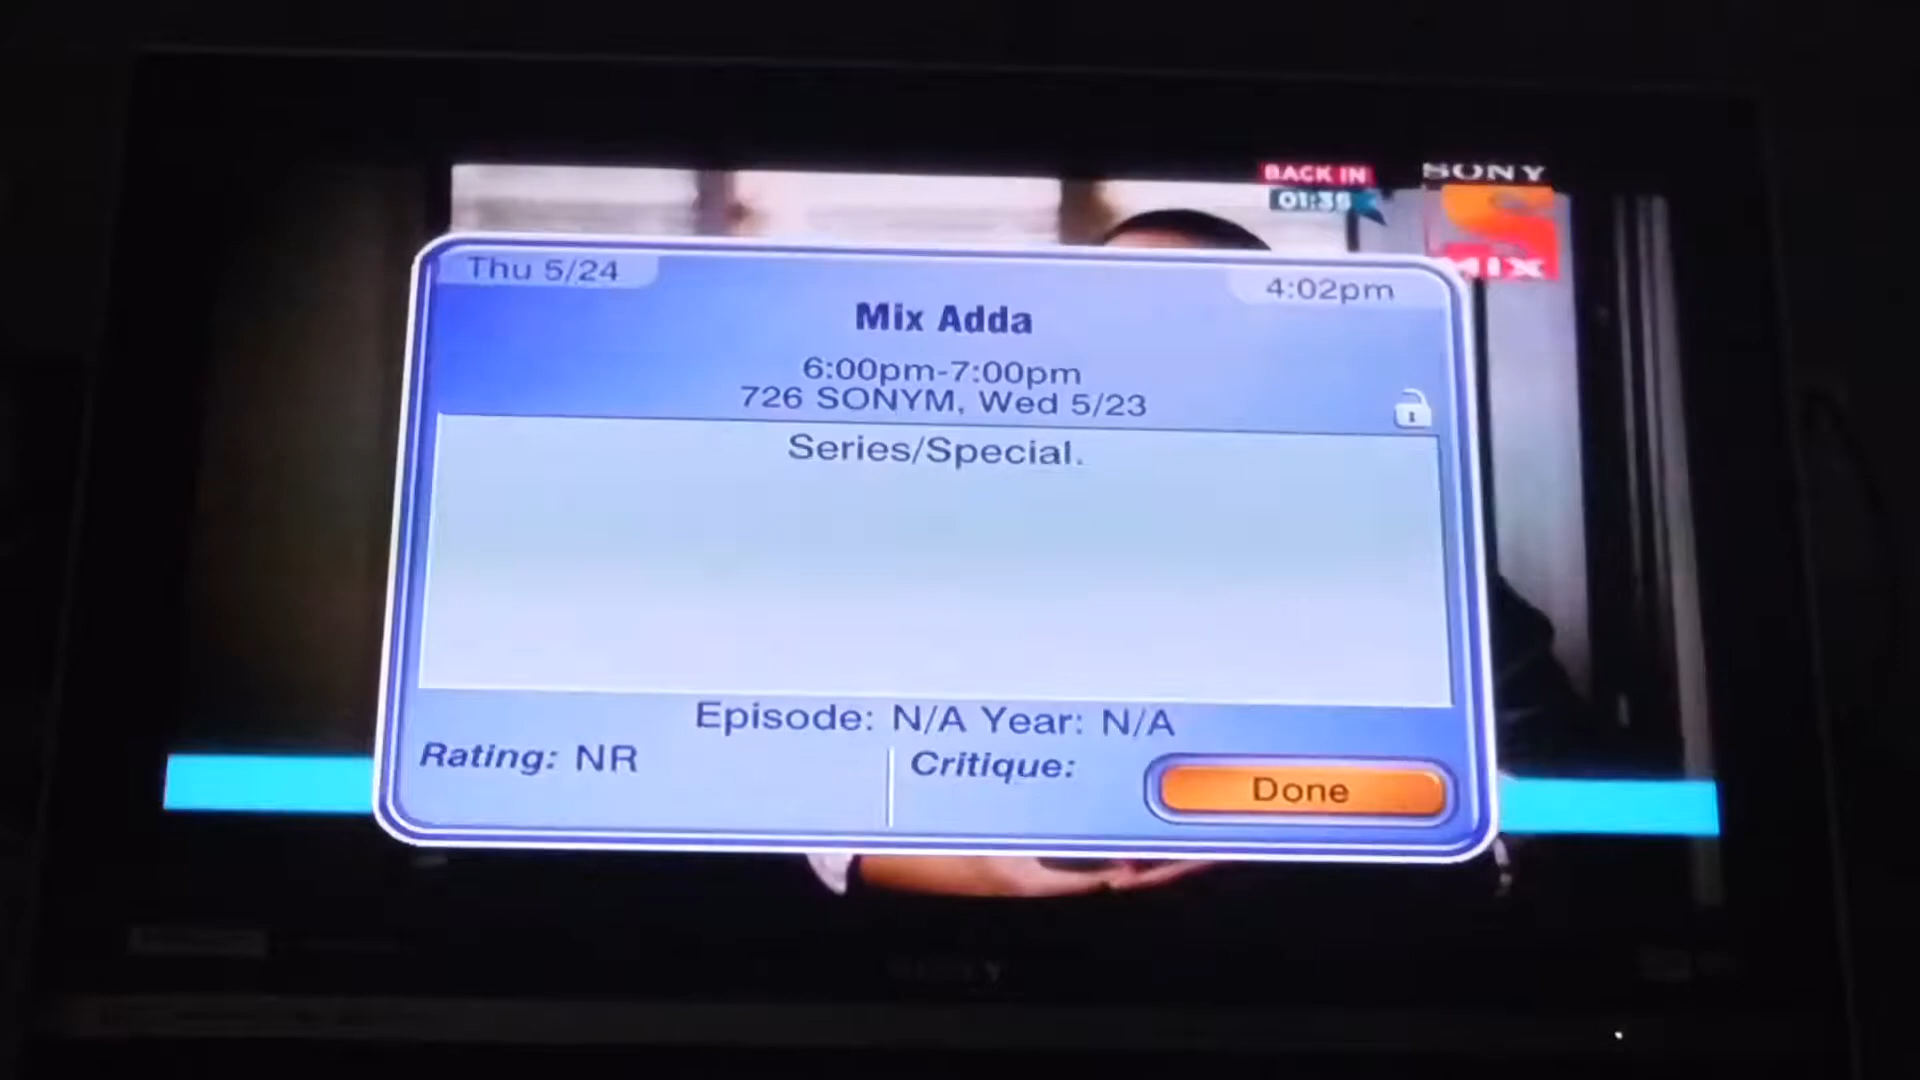 BACK IN
SONY
MIX
Thu 5/24
4:02pm
Mix Adda
6:00pm-7:00pm
726 SONYM, Wed 5/23
Series/Special.
Episode: N/A Year: N/A
Rating: NR
Critique:
Done